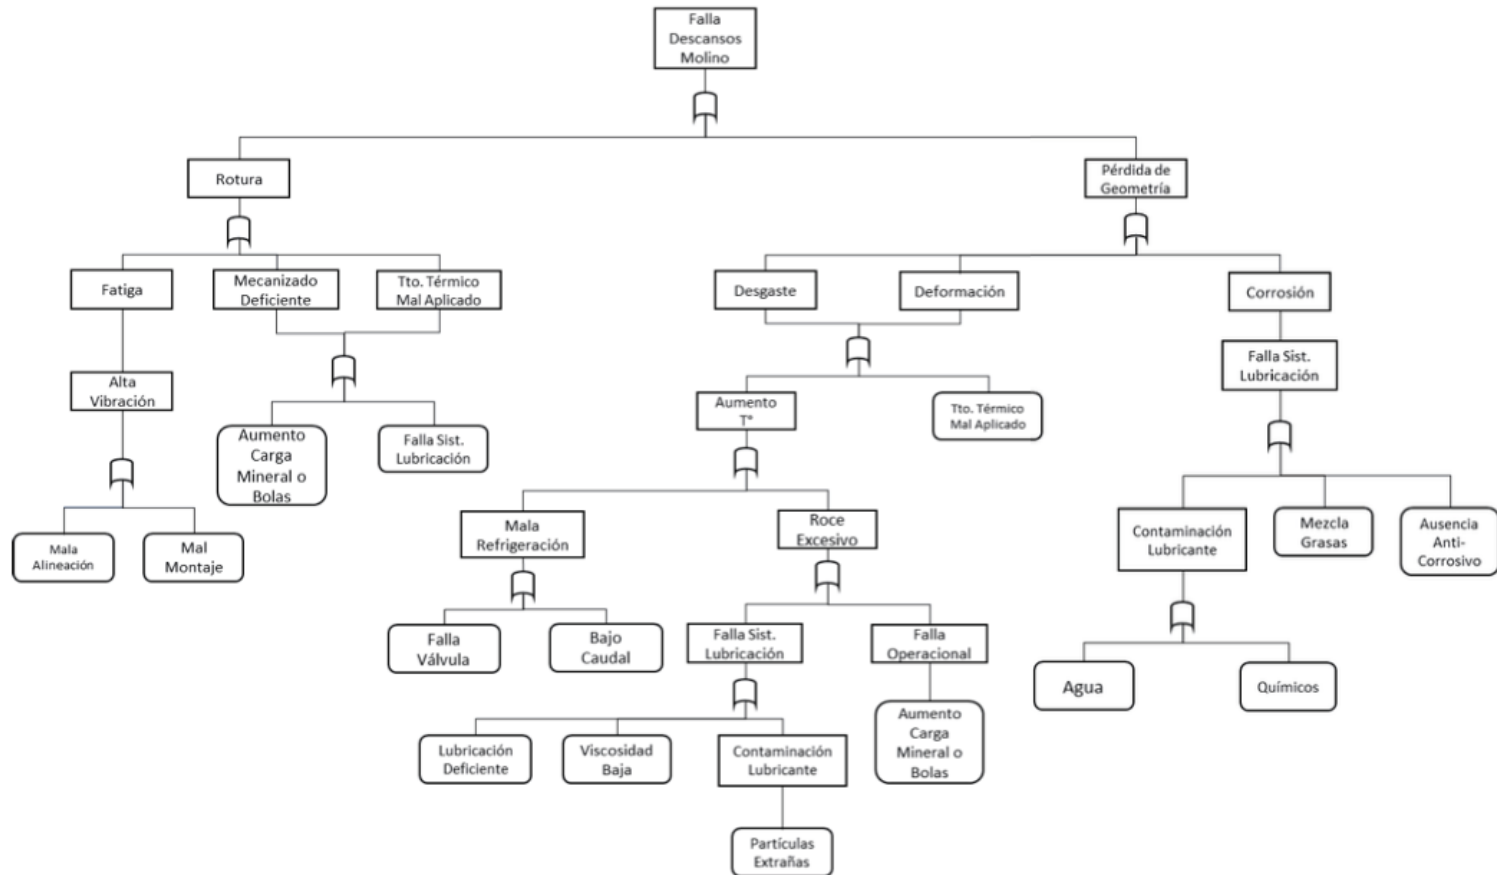 Falla
Descansos
Molino
Rotura
Pérdida de
Geometría
Fatiga
Mecanizado
Deficiente
Tto. Térmico
Mal Aplicado
Desgaste
Deformación
Corrosión
Alta
Vibración
Falla Sist.
Lubricación
Aumento
T°
Tto. Térmico
Mal Aplicado
Aumento
Carga
Mineral o
Bolas
Falla Sist.
Lubricación
Mala
Refrigeración
Roce
Excesivo
Contaminación
Lubricante
Mezcla
Grasas
Ausencia
Anti-
Corrosivo
Mala
Alineación
Mal
Montaje
Falla
Válvula
Bajo
Caudal
Falla Sist.
Lubricación
Falla
Operacional
Agua
Químicos
Lubricación
Deficiente
Viscosidad
Baja
Contaminación
Lubricante
Aumento
Carga
Mineral o
Bolas
Partículas
Extrañas